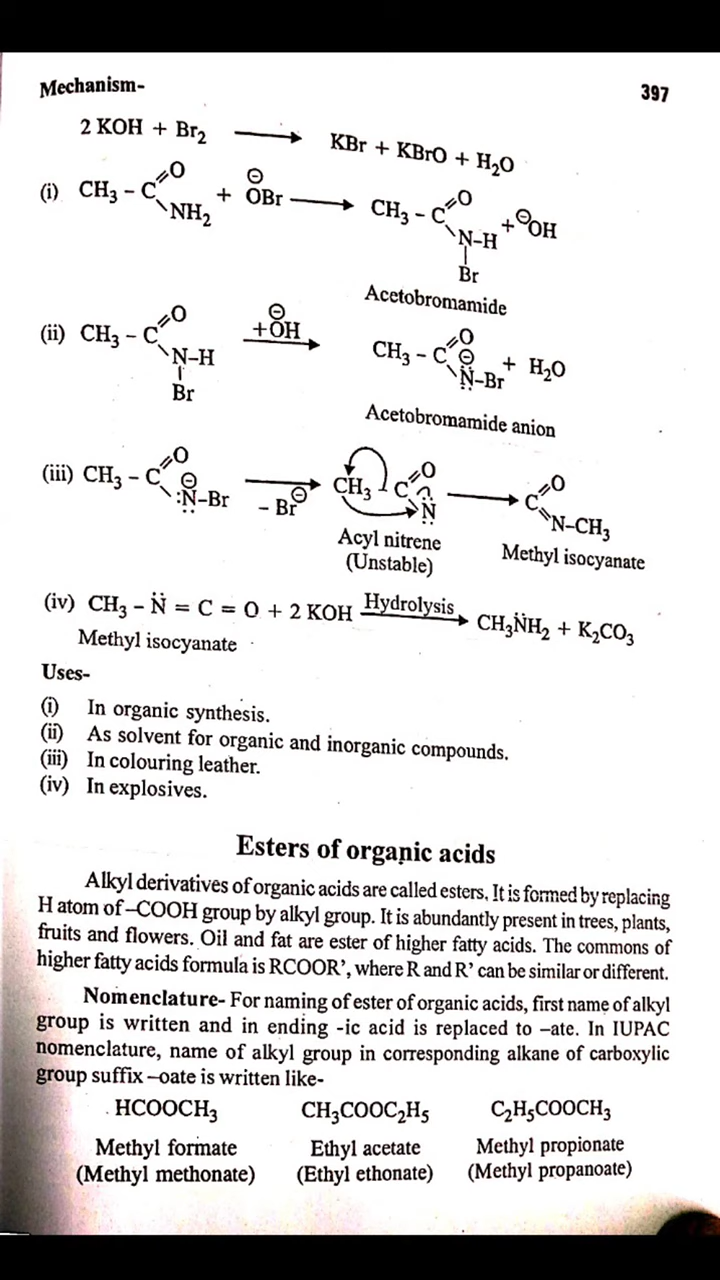 Mechanism-
397
2 KOH + Br₂ ⟶ KBr + KBrO + H₂O
(i) CH₃ – C(=O)–NH₂ + ⊖OBr ⟶ CH₃ – C(=O)–N(–Br)–H + ⊖OH
Acetobromamide
(ii) CH₃ – C(=O)–N(–Br)–H +⊖OH ⟶ CH₃ – C(=O)–N̈⊖–Br + H₂O
Acetobromamide anion
(iii) CH₃ – C(=O)–:N̈⊖–Br – Br⊖ ⟶ CH₃ – C(=O)–N̈ ⟶ C(=O)=N–CH₃
Acyl nitrene
(Unstable)
Methyl isocyanate
(iv) CH₃ – N̈ = C = O + 2 KOH Hydrolysis ⟶ CH₃N̈H₂ + K₂CO₃
Methyl isocyanate
Uses-
(i) In organic synthesis.
(ii) As solvent for organic and inorganic compounds.
(iii) In colouring leather.
(iv) In explosives.
Esters of organic acids
Alkyl derivatives of organic acids are called esters. It is formed by replacing
H atom of –COOH group by alkyl group. It is abundantly present in trees, plants,
fruits and flowers. Oil and fat are ester of higher fatty acids. The commons of
higher fatty acids formula is RCOOR’, where R and R’ can be similar or different.
Nomenclature- For naming of ester of organic acids, first name of alkyl
group is written and in ending -ic acid is replaced to –ate. In IUPAC
nomenclature, name of alkyl group in corresponding alkane of carboxylic
group suffix –oate is written like-
HCOOCH₃ CH₃COOC₂H₅ C₂H₅COOCH₃
Methyl formate Ethyl acetate Methyl propionate
(Methyl methonate) (Ethyl ethonate) (Methyl propanoate)